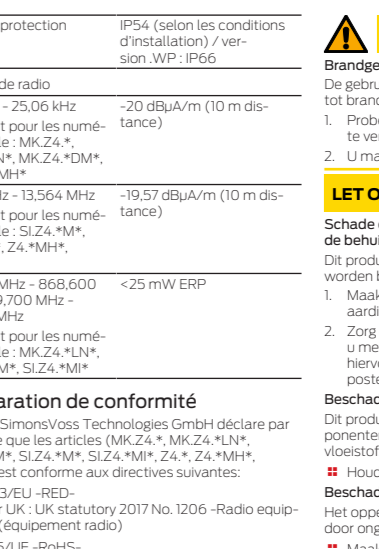 protection
IP54 (selon les conditions
d'installation) / ver-
sion .WP : IP66
de radio
- 25,06 kHz
-20 dBµA/m (10 m dis-
tance)
t pour les numé-
le : MK.Z4.*,
N*, MK.Z4.*DM*,
MH*
Hz - 13,564 MHz
-19,57 dBµA/m (10 m dis-
tance)
t pour les numé-
le : SI.Z4.*M*,
*, Z4.*MH*,
MHz - 868,600
<25 mW ERP
9,700 MHz -
MHz
t pour les numé-
le : MK.Z4.*LN*,
M*, SI.Z4.*MI*
aration de conformité
SimonsVoss Technologies GmbH déclare par
e que les articles (MK.Z4.*, MK.Z4.*LN*,
M*, SI.Z4.*M*, SI.Z4.*MI*, Z4.*, Z4.*MH*,
est conforme aux directives suivantes:
3/EU -RED-
r UK : UK statutory 2017 No. 1206 -Radio equip-
(équipement radio)
5/UE -RoHS-
Brandge
De gebru
tot branc
1. Probe
te ver
2. U ma
LET O
Schade
de behui
Dit produ
worden b
1. Maak
aardi
2. Zorg
u me
hiervo
poste
Beschad
Dit produ
ponenten
vloeistof
Houd
Beschad
Het oppe
door ong
Maak